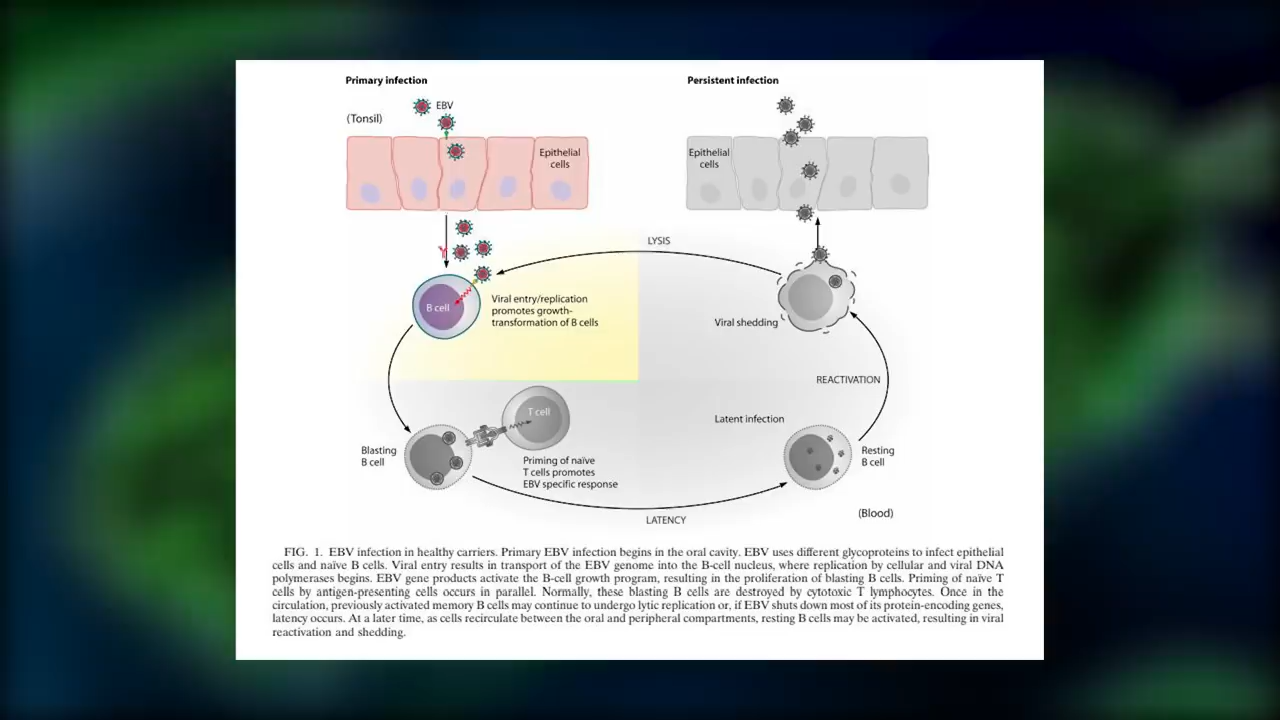 Primary infection
Persistent infection
EBV
(Tonsil)
Epithelial
cells
Epithelial
cells
LYSIS
B cell
Viral entry/replication
promotes growth-
transformation of B cells
Viral shedding
REACTIVATION
T cell
Latent infection
Blasting
B cell
Priming of naïve
T cells promotes
EBV specific response
Resting
B cell
(Blood)
LATENCY
FIG. 1. EBV infection in healthy carriers. Primary EBV infection begins in the oral cavity. EBV uses different glycoproteins to infect epithelial
cells and naïve B cells. Viral entry results in transport of the EBV genome into the B-cell nucleus, where replication by cellular and viral DNA
polymerases begins. EBV gene products activate the B-cell growth program, resulting in the proliferation of blasting B cells. Priming of naïve T
cells by antigen-presenting cells occurs in parallel. Normally, these blasting B cells are destroyed by cytotoxic T lymphocytes. Once in the
circulation, previously activated memory B cells may continue to undergo lytic replication or, if EBV shuts down most of its protein-encoding genes,
latency occurs. At a later time, as cells recirculate between the oral and peripheral compartments, resting B cells may be activated, resulting in viral
reactivation and shedding.